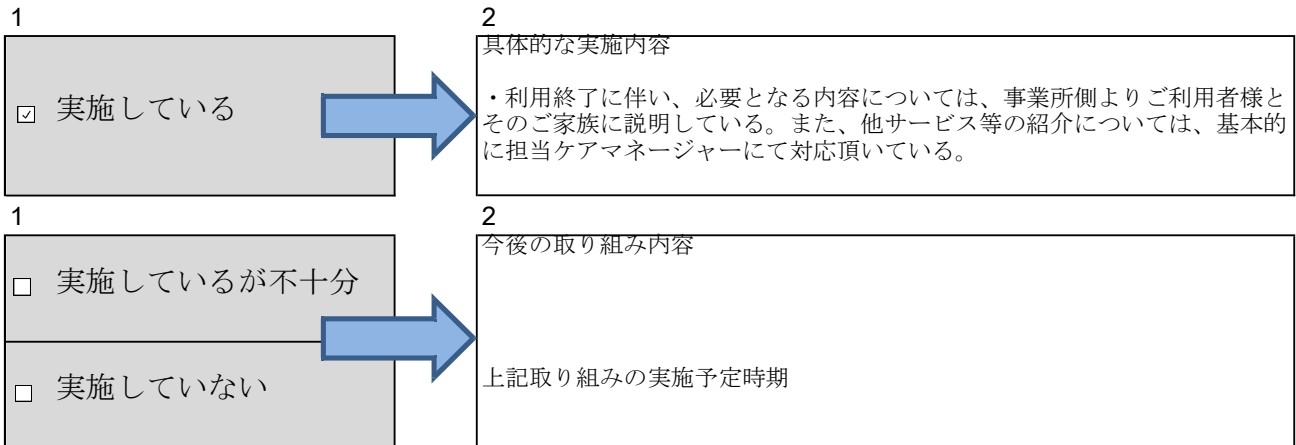 1
2
☑ 実施している
具体的な実施内容
・利用終了に伴い、必要となる内容については、事業所側よりご利用者様と
そのご家族に説明している。また、他サービス等の紹介については、基本的
に担当ケアマネージャーにて対応頂いている。
1
2
☐ 実施しているが不十分
☐ 実施していない
今後の取り組み内容
上記取り組みの実施予定時期